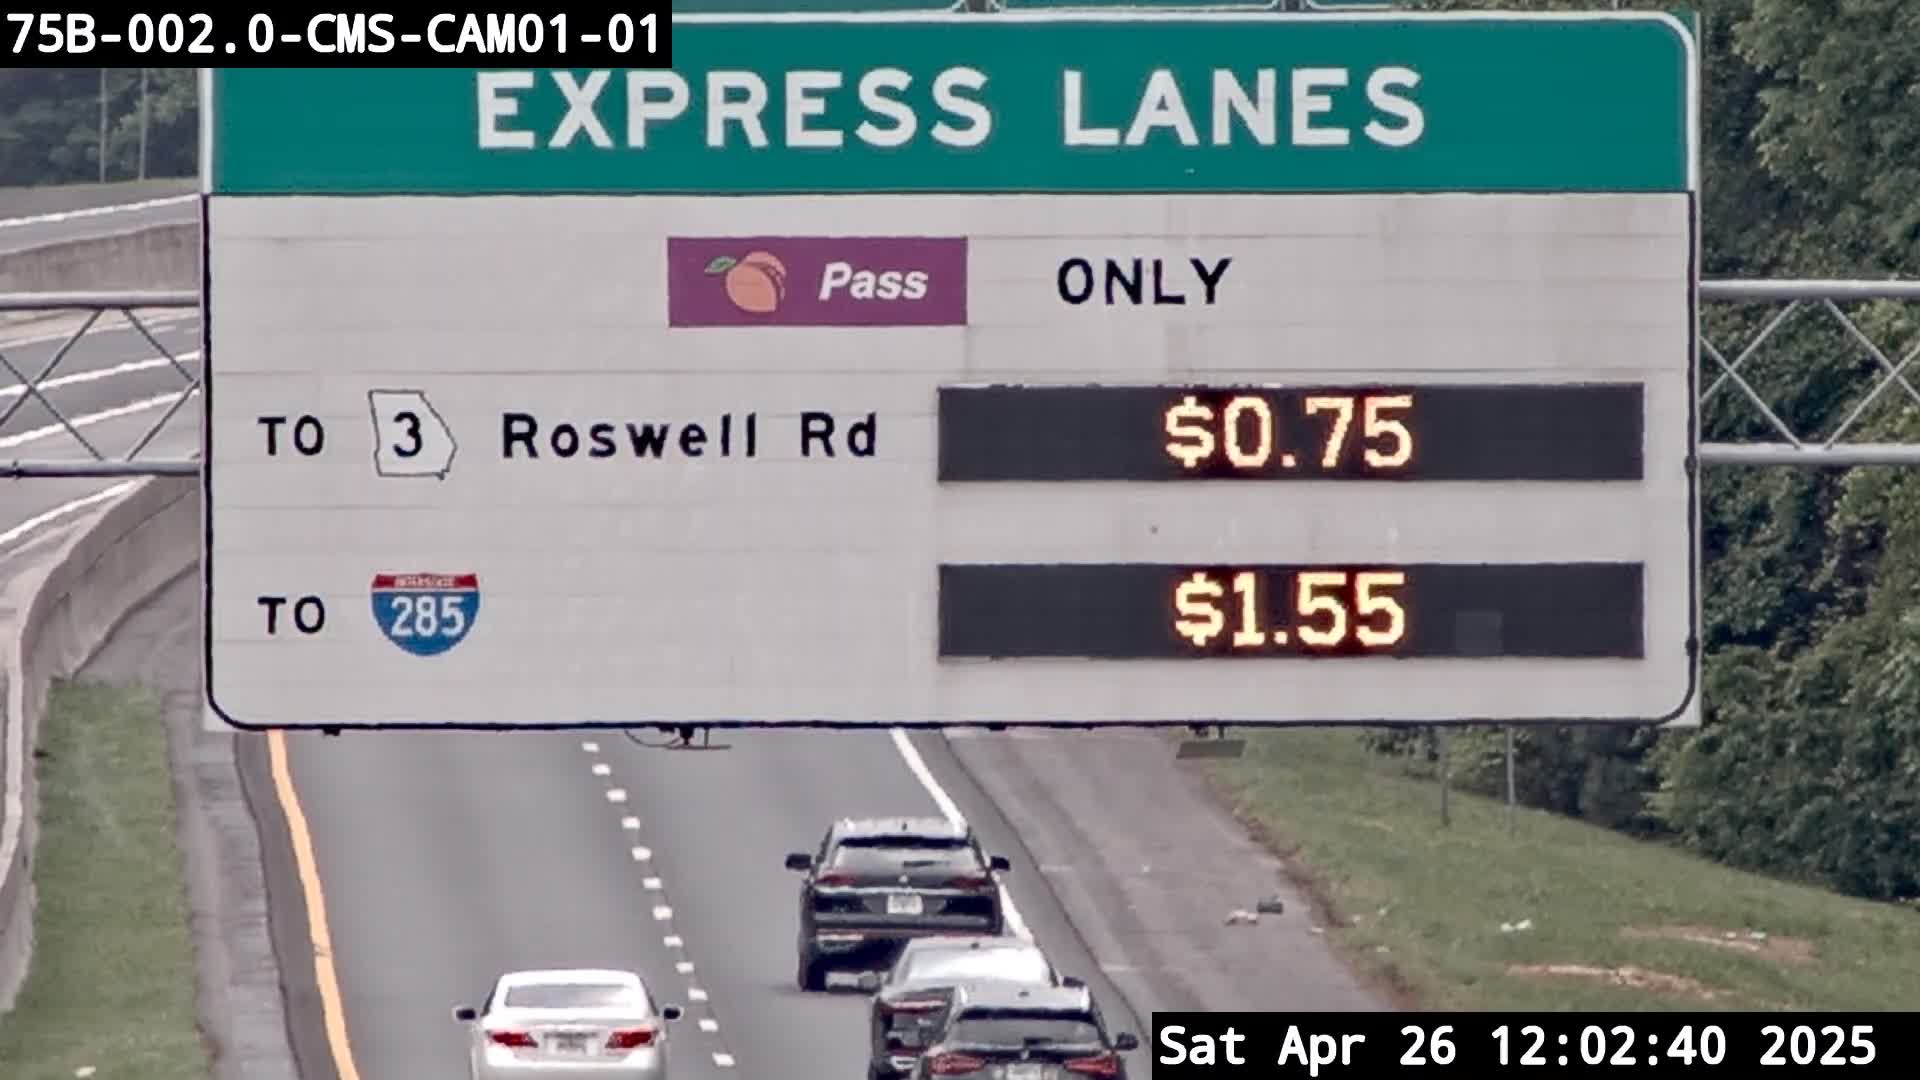 75B-002.0-CMS-CAM01-01
EXPRESS LANES
Pass ONLY
TO 3 Roswell Rd $0.75
INTERSTATE
TO 285 $1.55
Sat Apr 26 12:02:40 2025